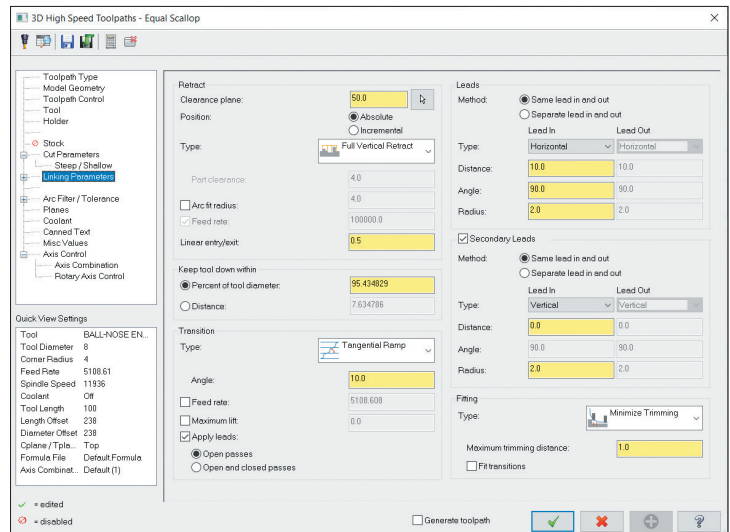 3D High Speed Toolpaths - Equal Scallop
Toolpath Type
Model Geometry
Toolpath Control
Tool
Holder
Stock
Cut Parameters
Steep / Shallow
Linking Parameters
Arc Filter / Tolerance
Planes
Coolant
Canned Text
Misc Values
Axis Control
Axis Combination
Rotary Axis Control
Quick View Settings
Tool BALL-NOSE EN...
Tool Diameter 8
Corner Radius 4
Feed Rate 5108.61
Spindle Speed 11936
Coolant Off
Tool Length 100
Length Offset 238
Diameter Offset 238
Cplane / Tpla... Top
Formula File Default.Formula
Axis Combinat... Default (1)
= edited
= disabled
Retract
Clearance plane: 50.0
Position: Absolute
Incremental
Type: Full Vertical Retract
Part clearance: 4.0
Arc fit radius: 4.0
Feed rate: 100000.0
Linear entry/exit: 0.5
Keep tool down within
Percent of tool diameter: 95.434829
Distance: 7.634786
Transition
Type: Tangential Ramp
Angle: 10.0
Feed rate: 5108.608
Maximum lift: 0.0
Apply leads:
Open passes
Open and closed passes
Leads
Method: Same lead in and out
Separate lead in and out
Lead In Lead Out
Type: Horizontal Horizontal
Distance: 10.0 10.0
Angle: 90.0 90.0
Radius: 2.0 2.0
Secondary Leads
Method: Same lead in and out
Separate lead in and out
Lead In Lead Out
Type: Vertical Vertical
Distance: 0.0 0.0
Angle: 90.0 90.0
Radius: 2.0 2.0
Fitting
Type: Minimize Trimming
Maximum trimming distance: 1.0
Fit transitions
Generate toolpath